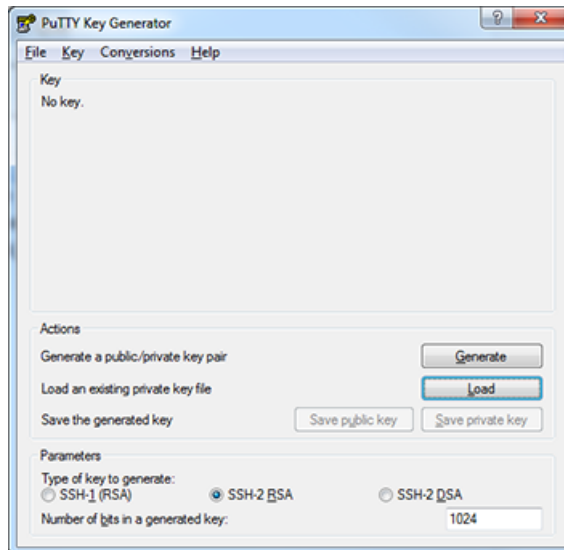 PuTTY Key Generator
File Key Conversions Help
Key
No key.
Actions
Generate a public/private key pair Generate
Load an existing private key file Load
Save the generated key Save public key Save private key
Parameters
Type of key to generate:
SSH-1 (RSA) SSH-2 RSA SSH-2 DSA
Number of bits in a generated key: 1024